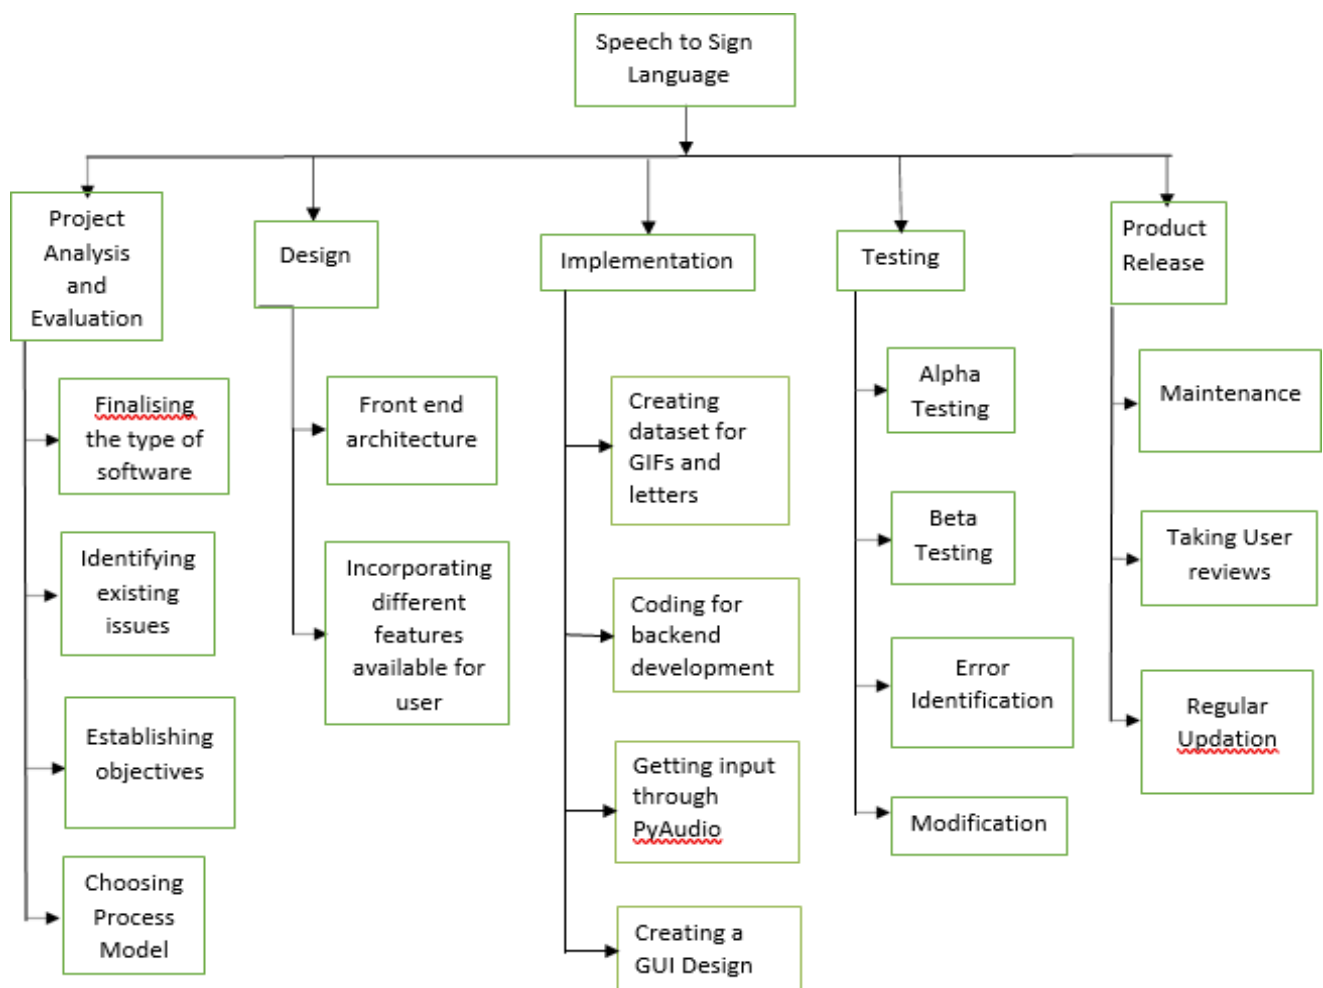 Speech to Sign
Language
Project
Analysis
and
Evaluation
Finalising
the type of
software
Identifying
existing
issues
Establishing
objectives
Choosing
Process
Model
Design
Front end
architecture
Incorporating
different
features
available for
user
Implementation
Creating
dataset for
GIFs and
letters
Coding for
backend
development
Getting input
through
PyAudio
Creating a
GUI Design
Testing
Alpha
Testing
Beta
Testing
Error
Identification
Modification
Product
Release
Maintenance
Taking User
reviews
Regular
Updation